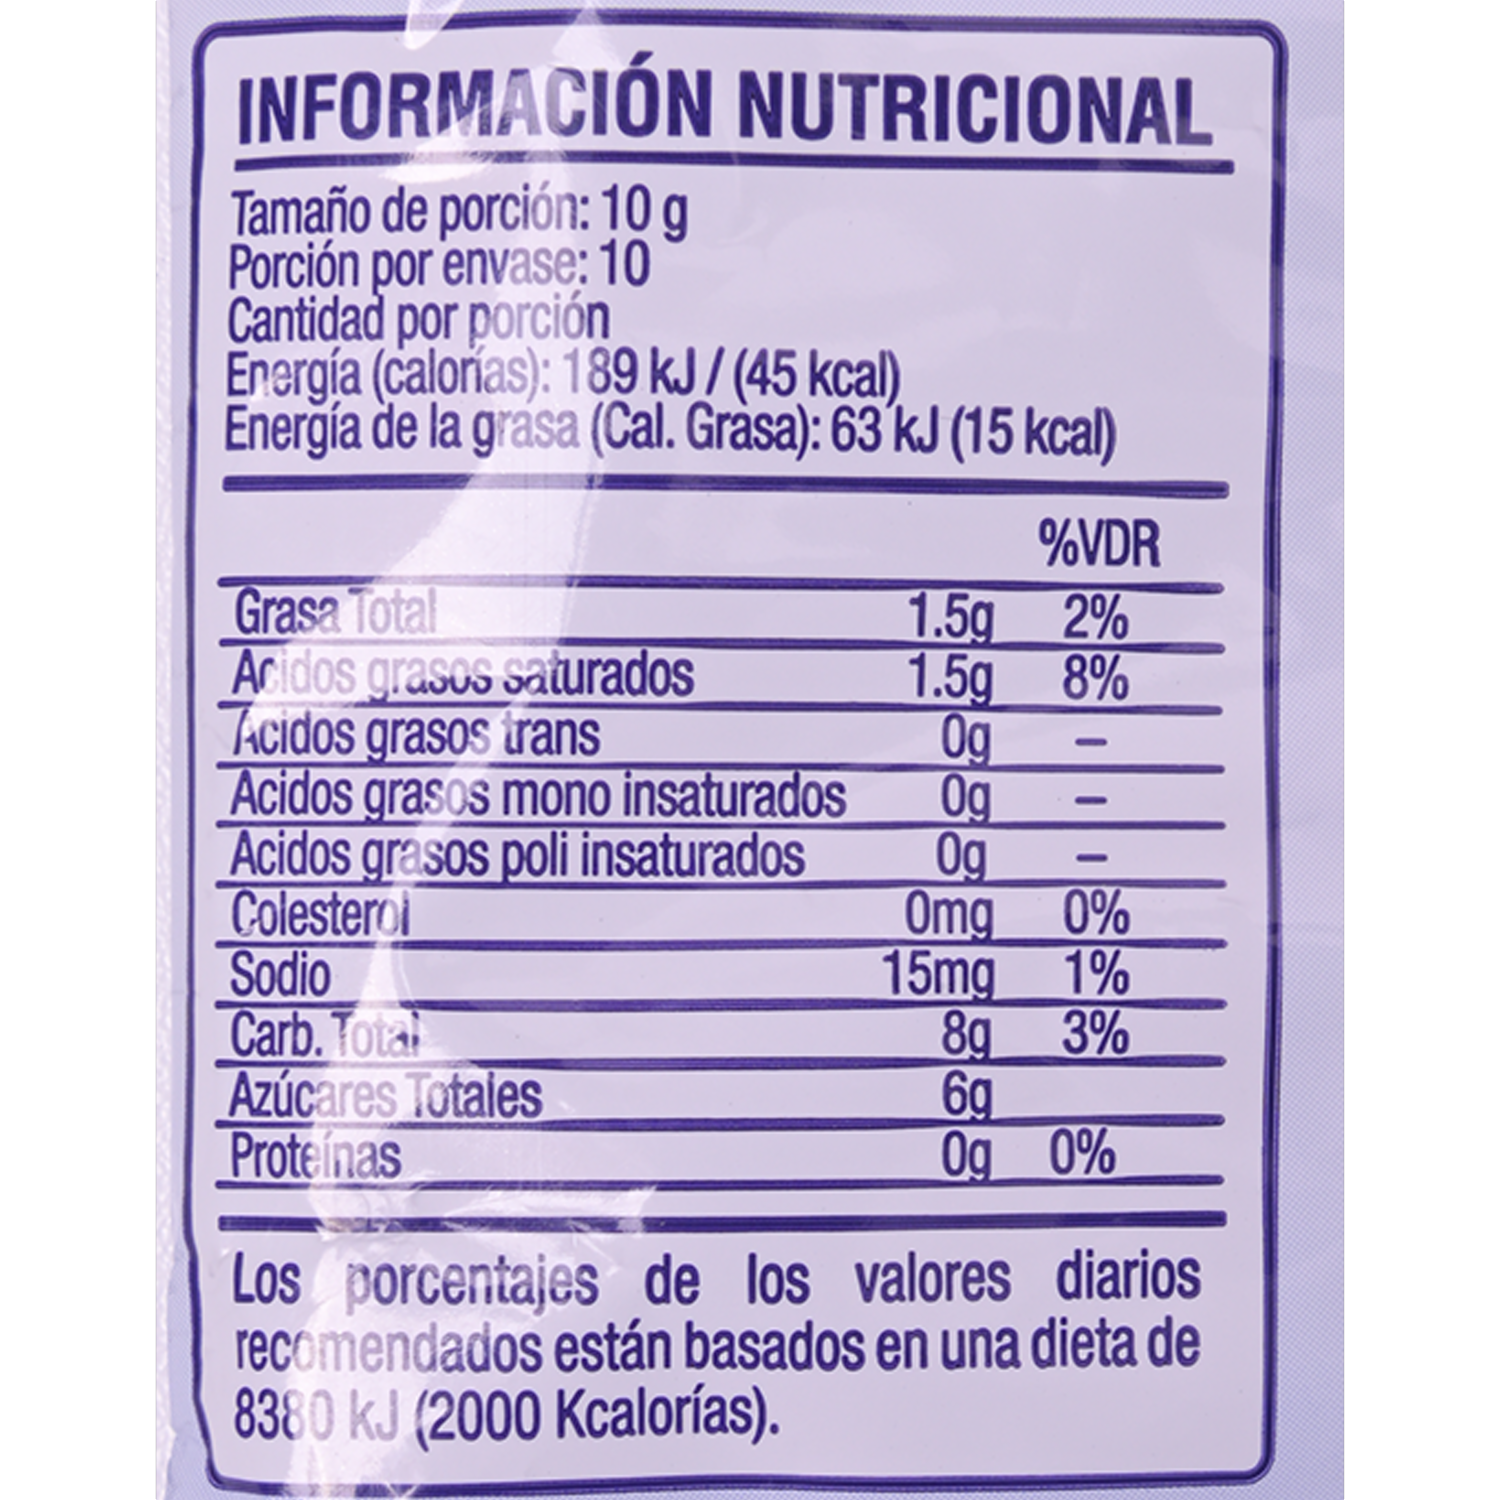 INFORMACIÓN NUTRICIONAL
Tamaño de porción: 10 g
Porción por envase: 10
Cantidad por porción
Energía (calorías): 189 kJ / (45 kcal)
Energía de la grasa (Cal. Grasa): 63 kJ (15 kcal)
%VDR
Grasa Total 1.5g 2%
Acidos grasos saturados 1.5g 8%
Acidos grasos trans 0g –
Acidos grasos mono insaturados 0g –
Acidos grasos poli insaturados 0g –
Colesterol 0mg 0%
Sodio 15mg 1%
Carb. Total 8g 3%
Azúcares Totales 6g
Proteínas 0g 0%
Los porcentajes de los valores diarios
recomendados están basados en una dieta de
8380 kJ (2000 Kcalorías).